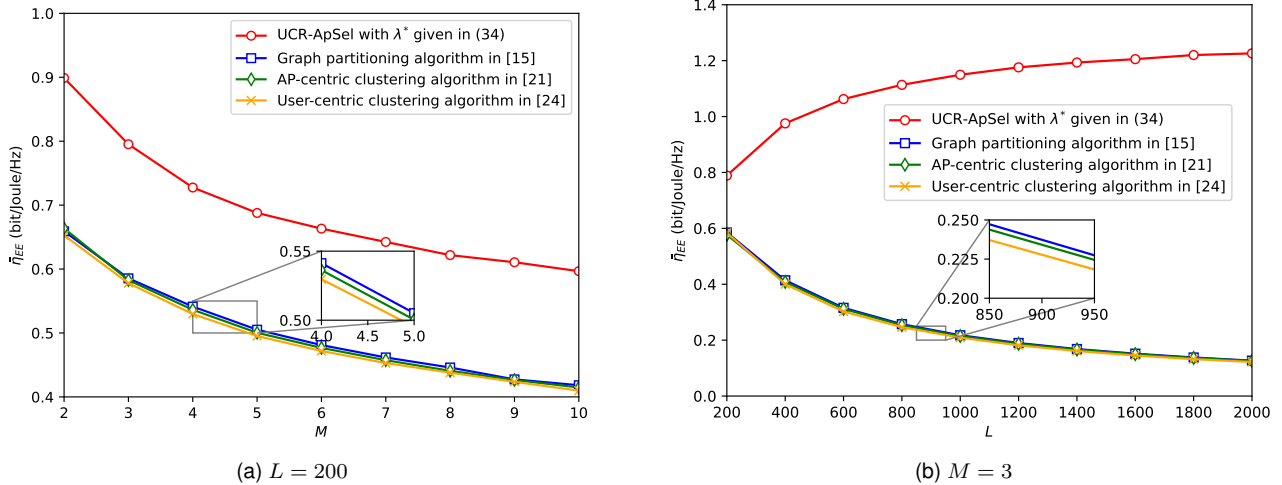 1.0
0.9
0.8
0.7
0.6
0.5
0.4
η̄_EE (bit/Joule/Hz)
UCR-ApSel with λ* given in (34)
Graph partitioning algorithm in [15]
AP-centric clustering algorithm in [21]
User-centric clustering algorithm in [24]
0.55
0.50
4.0 4.5 5.0
2 3 4 5 6 7 8 9 10
M
(a) L = 200
1.4
1.2
1.0
0.8
0.6
0.4
0.2
0.0
η̄_EE (bit/Joule/Hz)
UCR-ApSel with λ* given in (34)
Graph partitioning algorithm in [15]
AP-centric clustering algorithm in [21]
User-centric clustering algorithm in [24]
0.250
0.225
0.200
850 900 950
200 400 600 800 1000 1200 1400 1600 1800 2000
L
(b) M = 3